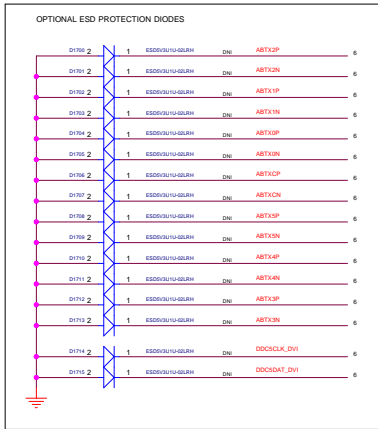 OPTIONAL ESD PROTECTION DIODES
D1700 2 1 ESD5V3U1U-02LRH DNI ABTX2P 6
D1701 2 1 ESD5V3U1U-02LRH DNI ABTX2N 6
D1702 2 1 ESD5V3U1U-02LRH DNI ABTX1P 6
D1703 2 1 ESD5V3U1U-02LRH DNI ABTX1N 6
D1704 2 1 ESD5V3U1U-02LRH DNI ABTX0P 6
D1705 2 1 ESD5V3U1U-02LRH DNI ABTX0N 6
D1706 2 1 ESD5V3U1U-02LRH DNI ABTXCP 6
D1707 2 1 ESD5V3U1U-02LRH DNI ABTXCN 6
D1708 2 1 ESD5V3U1U-02LRH DNI ABTX5P 6
D1709 2 1 ESD5V3U1U-02LRH DNI ABTX5N 6
D1710 2 1 ESD5V3U1U-02LRH DNI ABTX4P 6
D1711 2 1 ESD5V3U1U-02LRH DNI ABTX4N 6
D1712 2 1 ESD5V3U1U-02LRH DNI ABTX3P 6
D1713 2 1 ESD5V3U1U-02LRH DNI ABTX3N 6
D1714 2 1 ESD5V3U1U-02LRH DNI DDC5CLK_DVI 6
D1715 2 1 ESD5V3U1U-02LRH DNI DDC5DAT_DVI 6